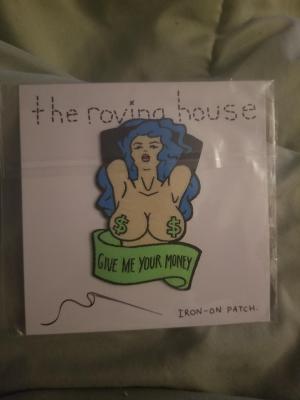 the roving house
$ $
GIVE ME YOUR MONEY
IRON-ON PATCH.